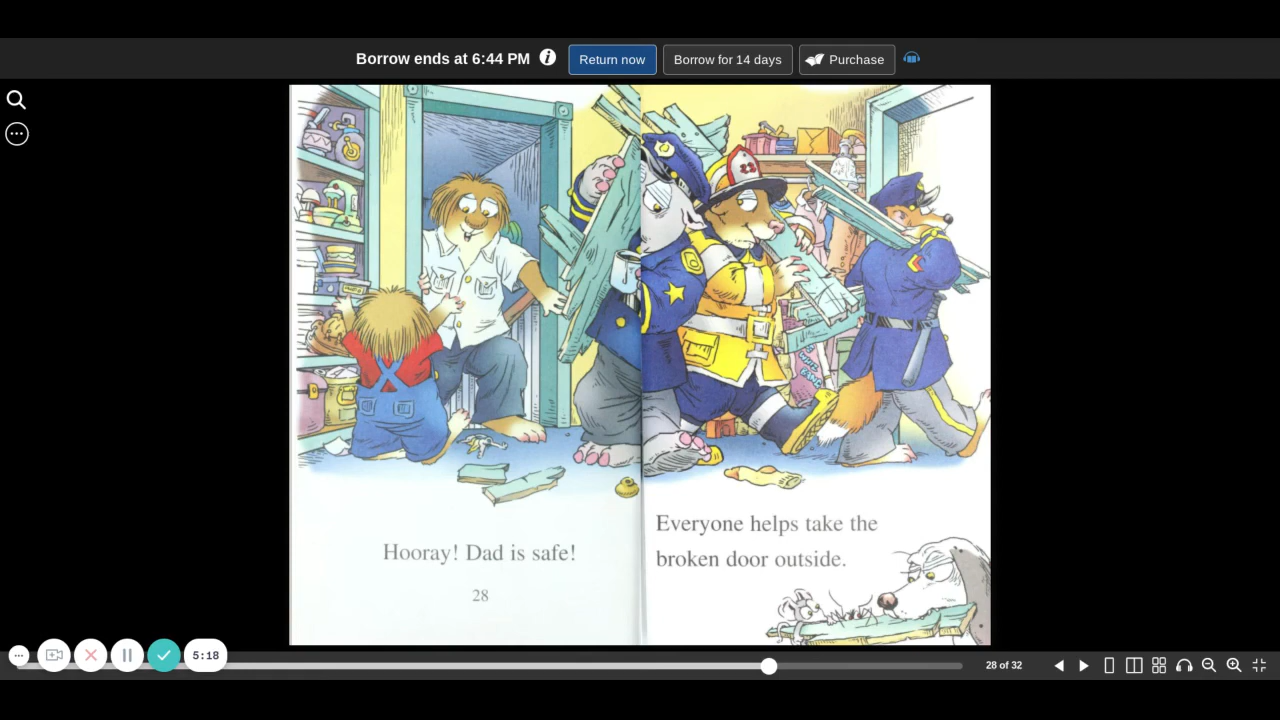 Borrow ends at 6:44 PM
Return now
Borrow for 14 days
Purchase
23
Hooray! Dad is safe!
28
Everyone helps take the
broken door outside.
5:18
28 of 32